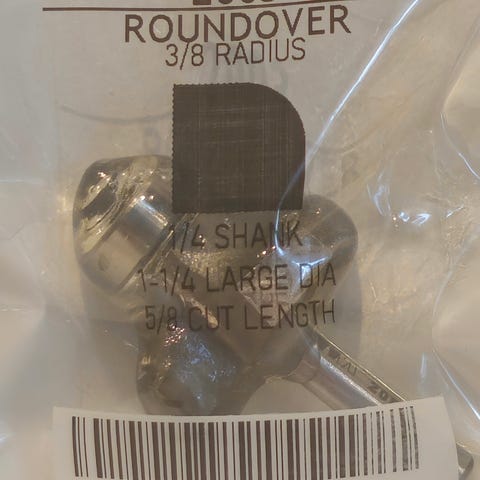 ROUNDOVER
3/8 RADIUS
1/4 SHANK
1-1/4 LARGE DIA
5/8 CUT LENGTH